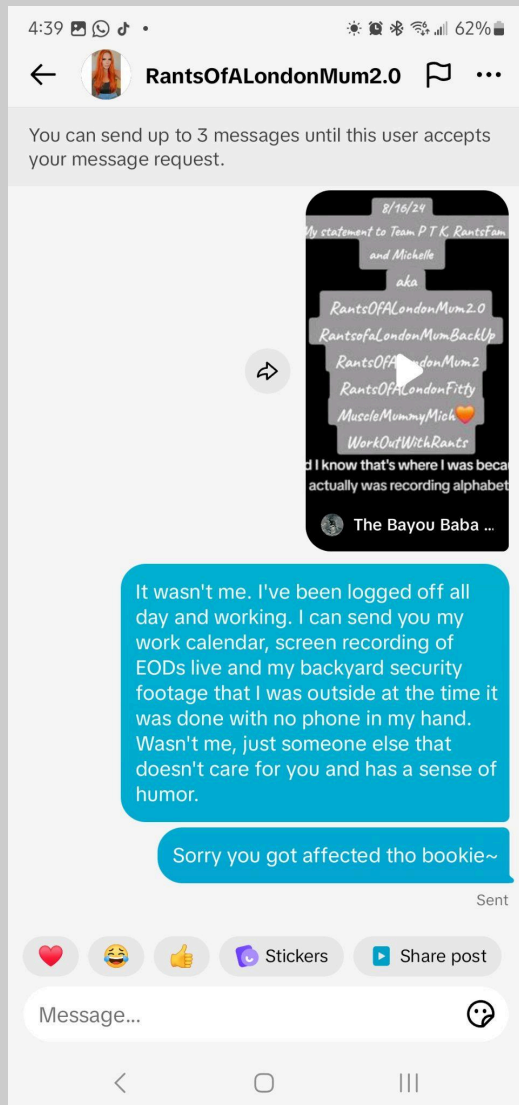 4:39
62%
RantsOfALondonMum2.0
You can send up to 3 messages until this user accepts
your message request.
8/16/24
My statement to Team P T K, RantsFam
and Michelle
aka
RantsOfALondonMum2.0
RantsofaLondonMumBackUp
RantsOfALondonMum2
RantsOfALondonFitty
MuscleMummyMich🧡
WorkOutWithRants
d I know that's where I was beca
actually was recording alphabet
The Bayou Baba ...
It wasn't me. I've been logged off all
day and working. I can send you my
work calendar, screen recording of
EODs live and my backyard security
footage that I was outside at the time it
was done with no phone in my hand.
Wasn't me, just someone else that
doesn't care for you and has a sense of
humor.
Sorry you got affected tho bookie~
Sent
Stickers
Share post
Message...